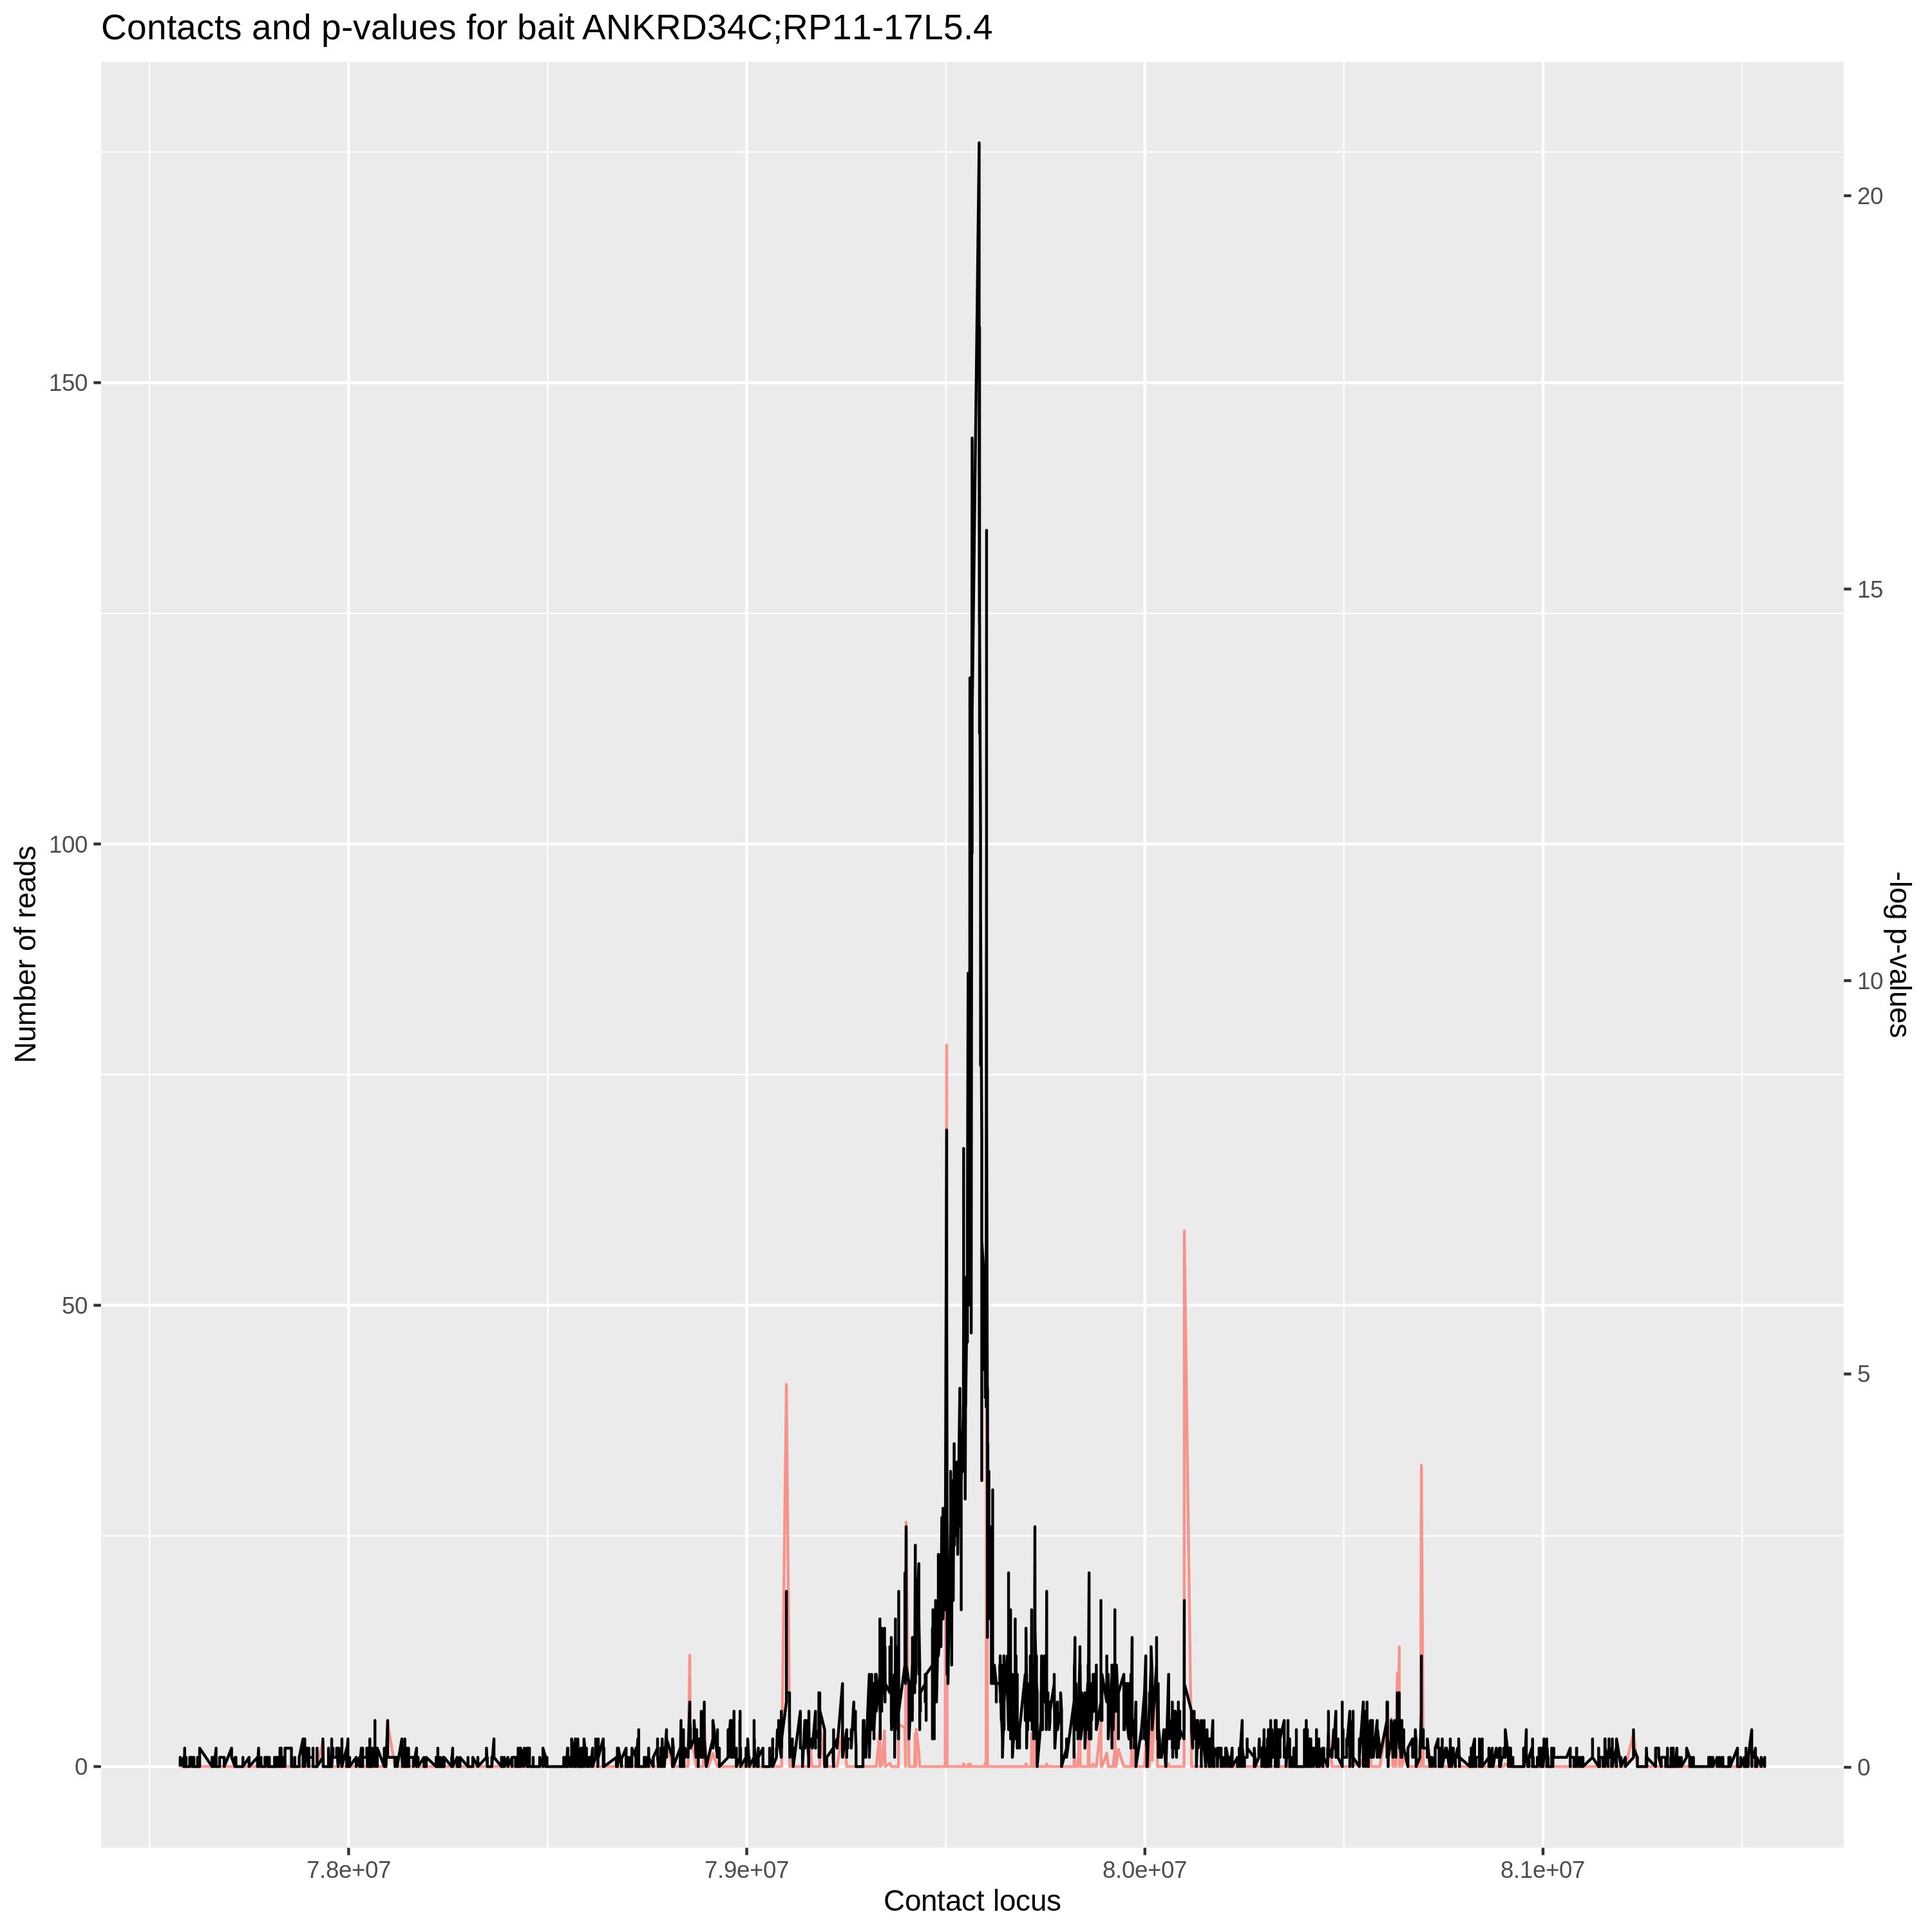 Contacts and p-values for bait ANKRD34C;RP11-17L5.4
Number of reads
150
100
50
0
20
15
10
5
0
-log p-values
7.8e+07 7.9e+07 8.0e+07 8.1e+07
Contact locus